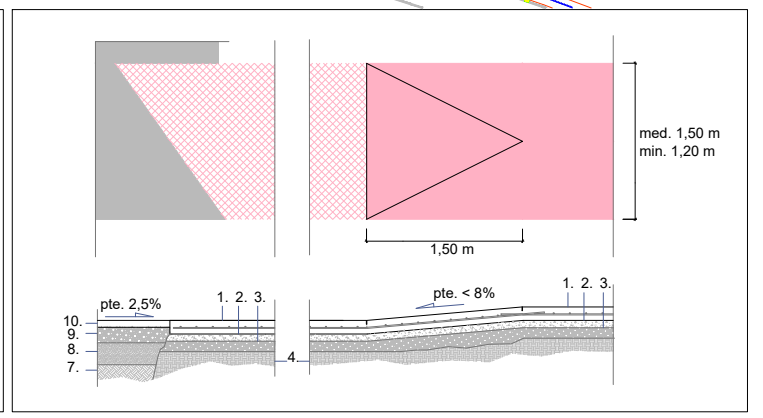 med. 1,50 m
min. 1,20 m
1,50 m
pte. 2,5%
1. 2. 3.
pte. < 8%
1. 2. 3.
10.
9.
8.
7.
4.